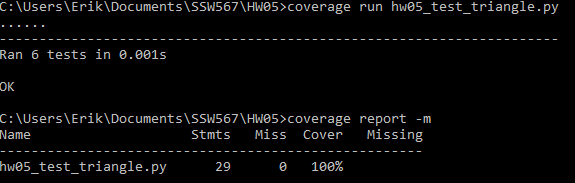 C:\Users\Erik\Documents\SSW567\HW05>coverage run hw05_test_triangle.py
......
----------------------------------------------------------------------
Ran 6 tests in 0.001s
OK
C:\Users\Erik\Documents\SSW567\HW05>coverage report -m
Name                    Stmts   Miss  Cover   Missing
-----------------------------------------------------
hw05_test_triangle.py      29      0   100%